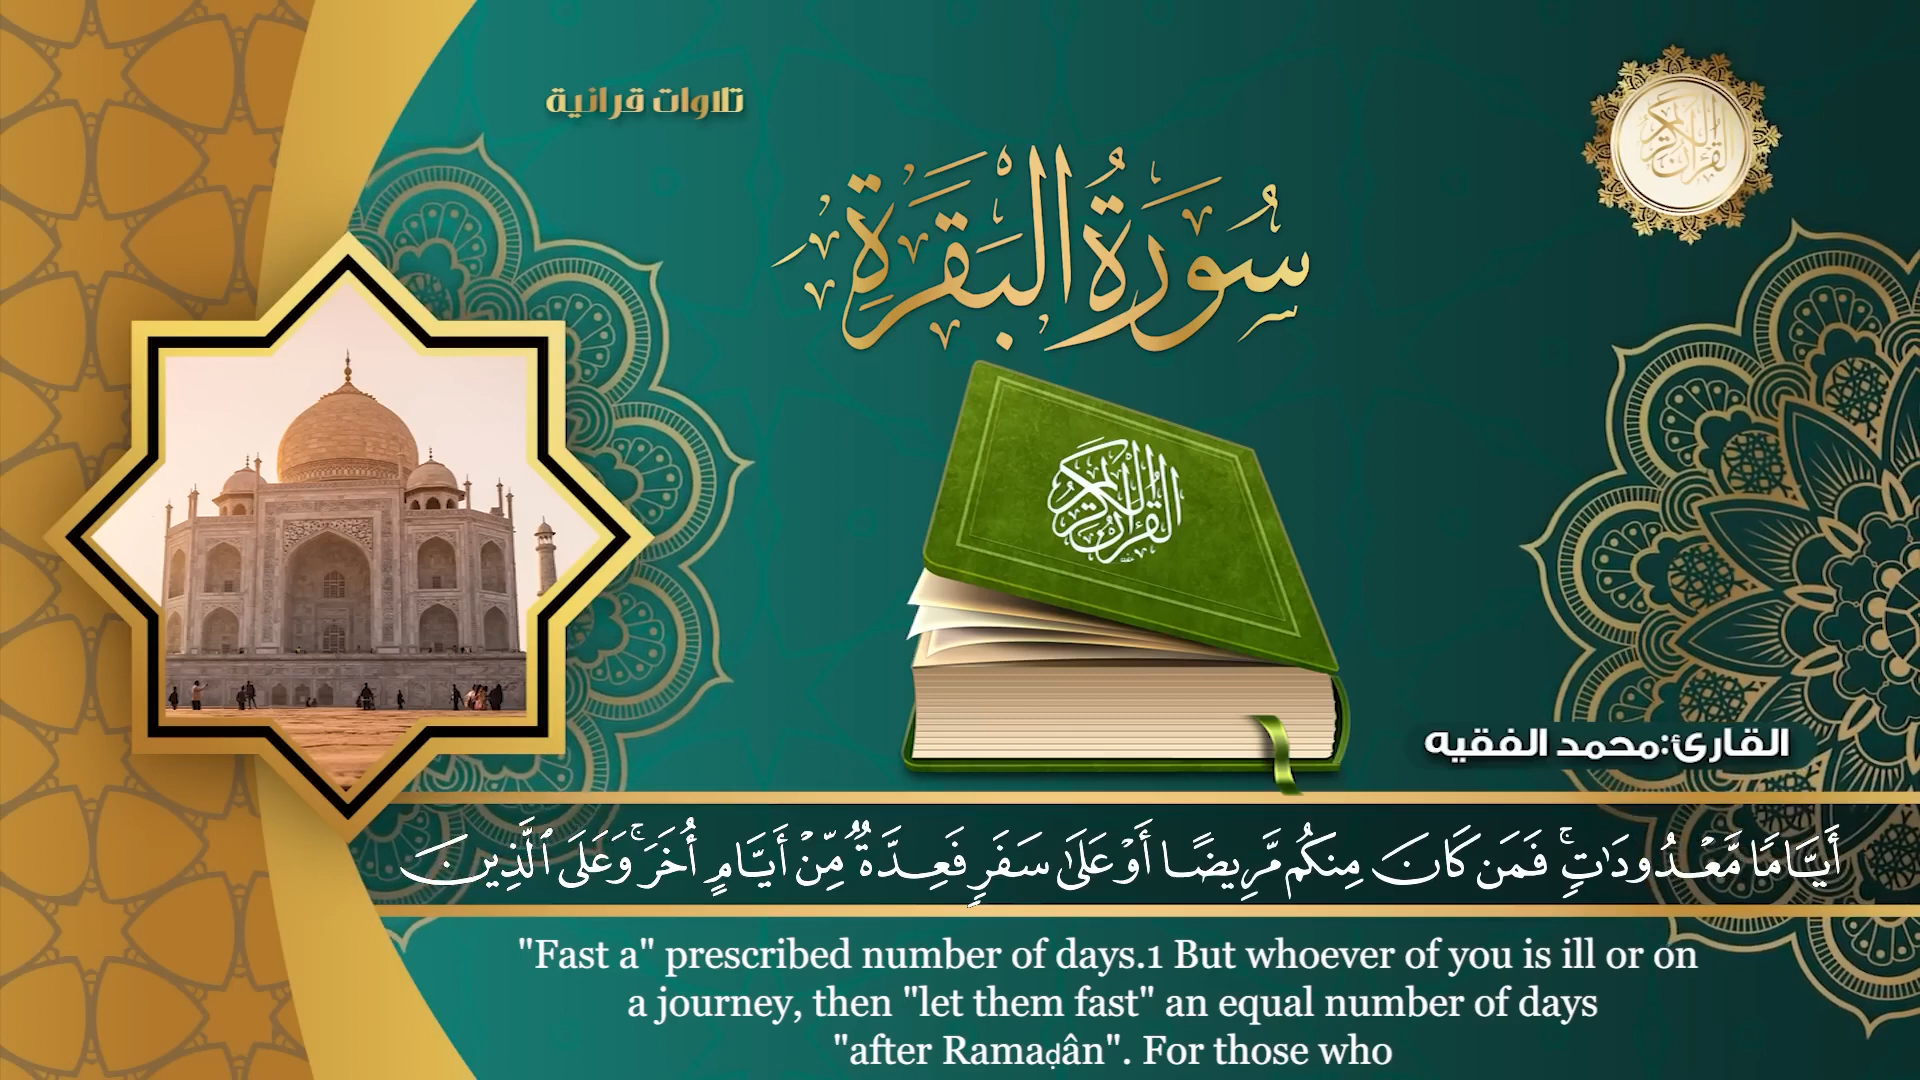 تلاوات قرانية
القرآن الكريم
سُورَةُ البَقَرَةِ
القرآن الكريم
القارئ:محمد الفقيه
أَيَّامًا مَّعْدُودَٰتٍۚ فَمَن كَانَ مِنكُم مَّرِيضًا أَوْ عَلَىٰ سَفَرٍ فَعِدَّةٌ مِّنْ أَيَّامٍ أُخَرَۚ وَعَلَى ٱلَّذِينَ
"Fast a" prescribed number of days.1 But whoever of you is ill or on
a journey, then "let them fast" an equal number of days
"after Ramaḍân". For those who